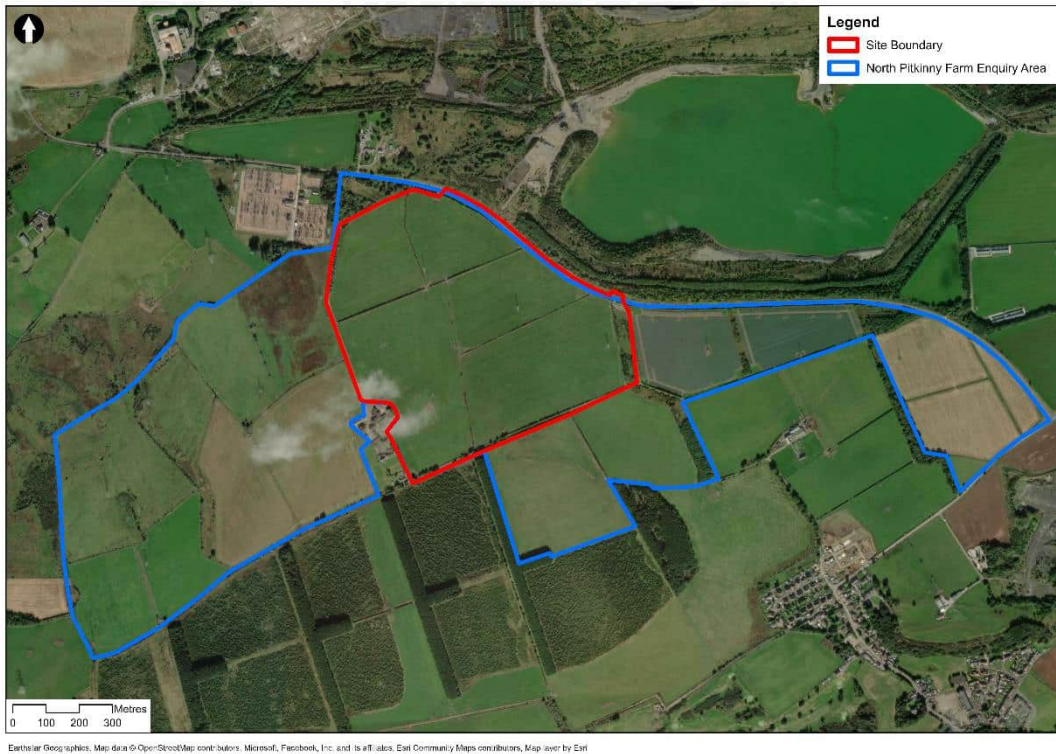 Legend
Site Boundary
North Pitkinny Farm Enquiry Area
Metres
0 100 200 300
Earthstar Geographics, Map data © OpenStreetMap contributors, Microsoft, Facebook, Inc. and its affiliates, Esri Community Maps contributors, Map layer by Esri